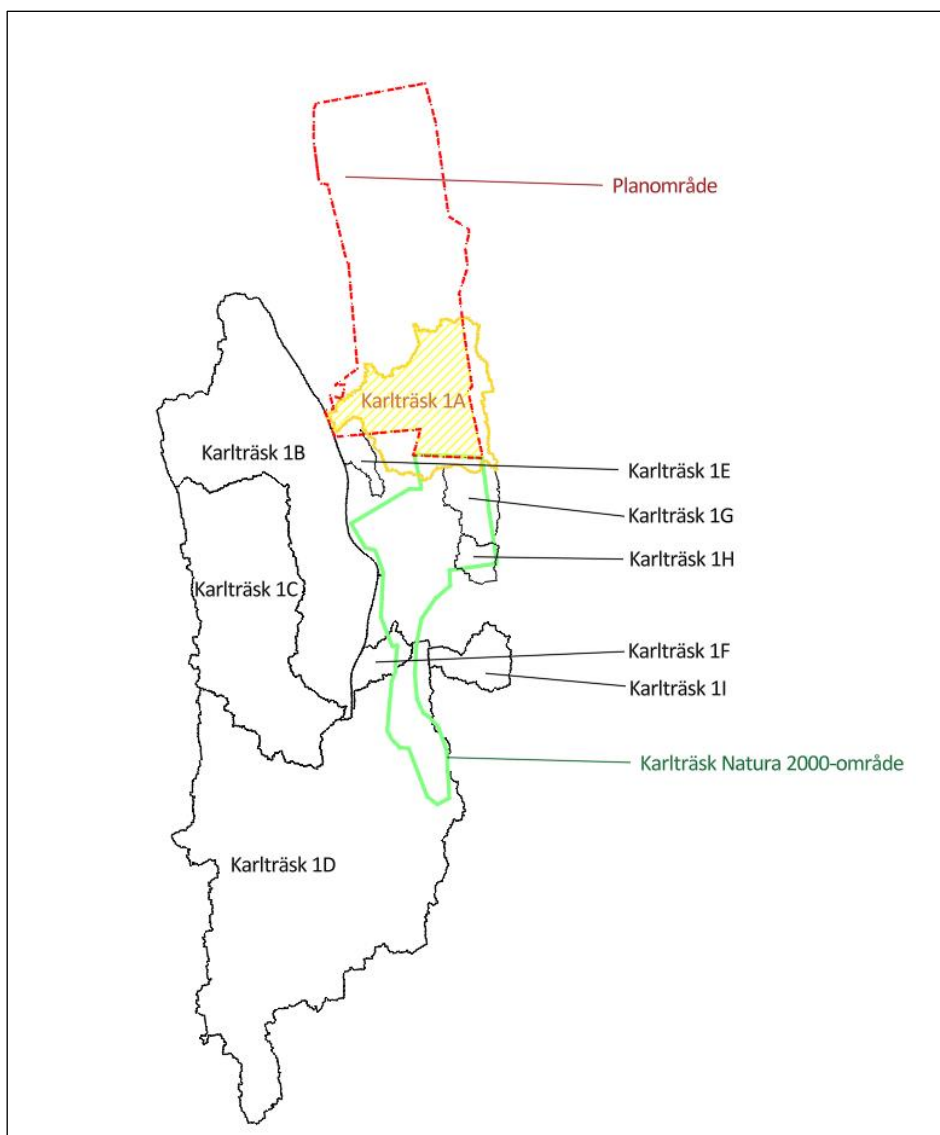 Planområde
Karlträsk 1A
Karlträsk 1B
Karlträsk 1E
Karlträsk 1G
Karlträsk 1H
Karlträsk 1C
Karlträsk 1F
Karlträsk 1I
Karlträsk Natura 2000-område
Karlträsk 1D